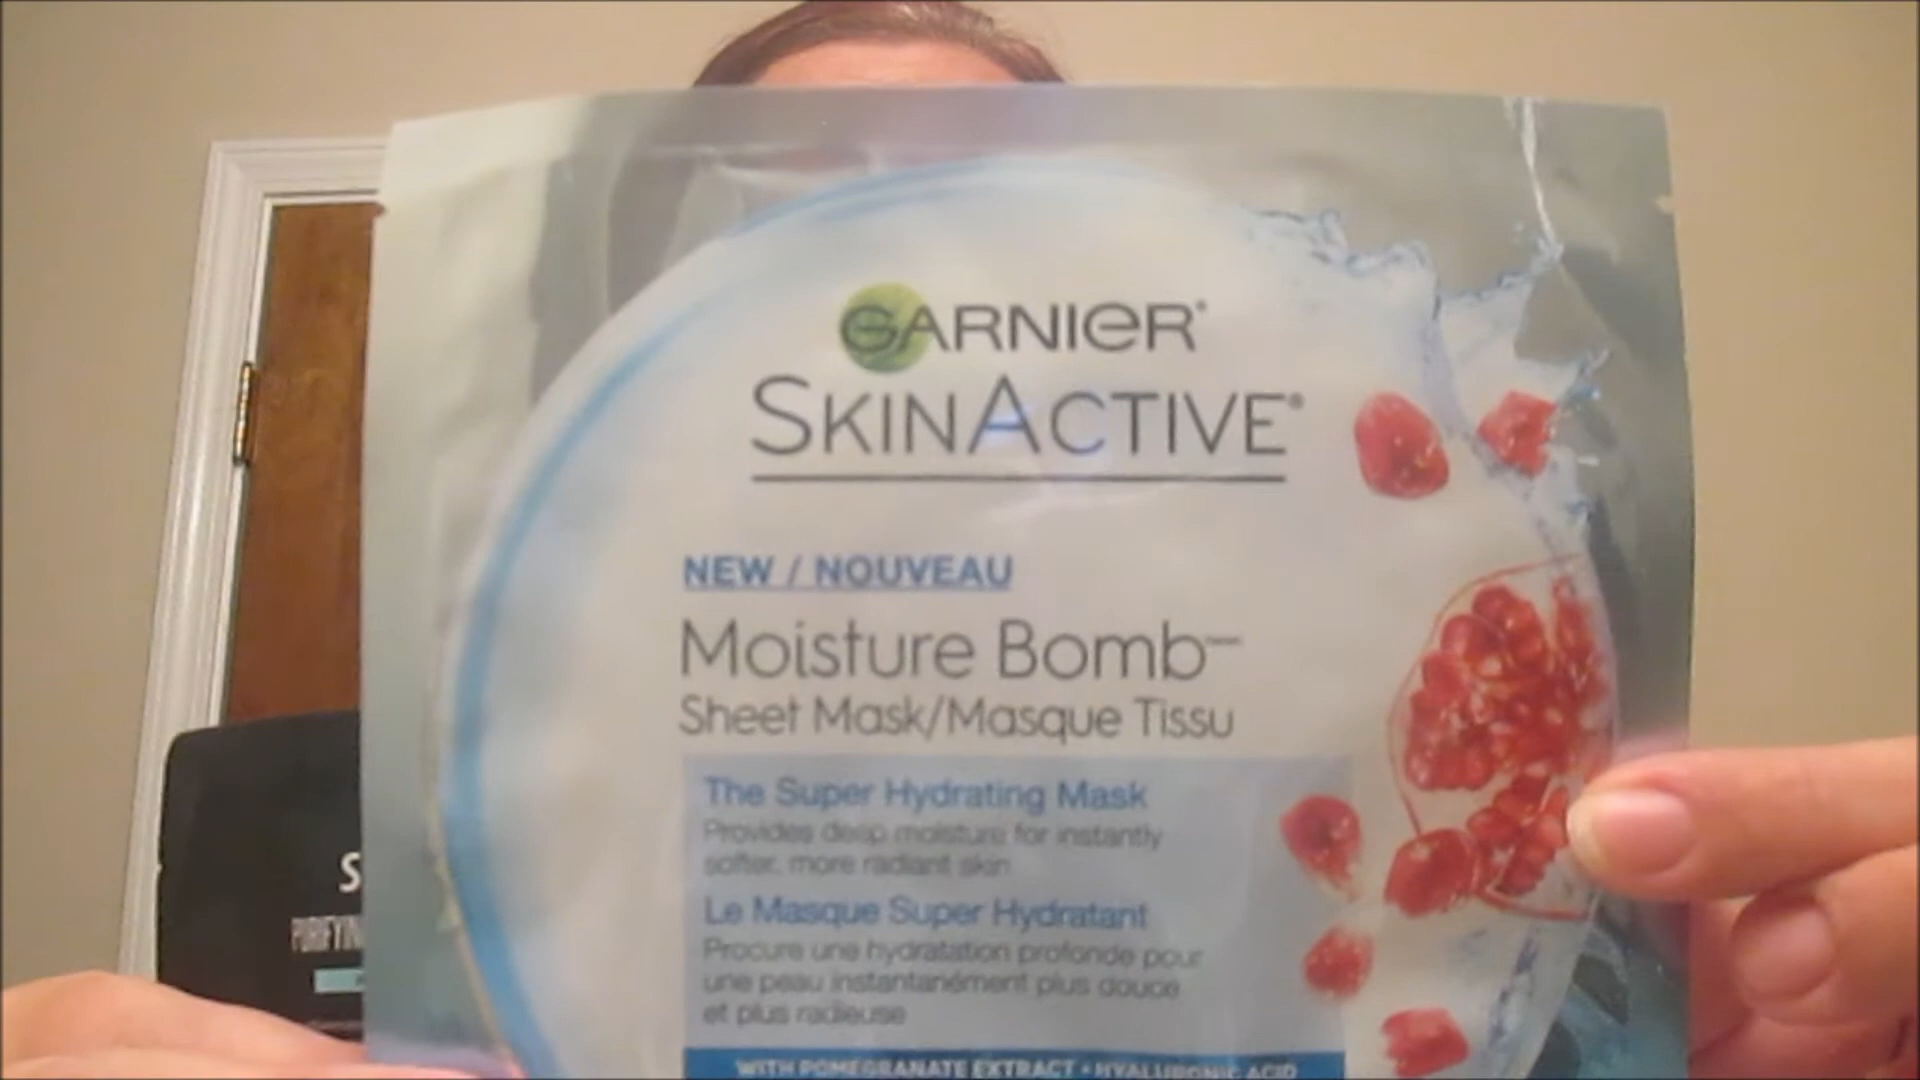 GARNIER
SKINACTIVE
NEW / NOUVEAU
Moisture Bomb
Sheet Mask/Masque Tissu
The Super Hydrating Mask
Provides deep moisture for instantly
softer, more radiant skin
Le Masque Super Hydratant
Procure une hydratation profonde pour
une peau instantanément plus douce
et plus radieuse
WITH POMEGRANATE EXTRACT • HYALURONIC ACID
S